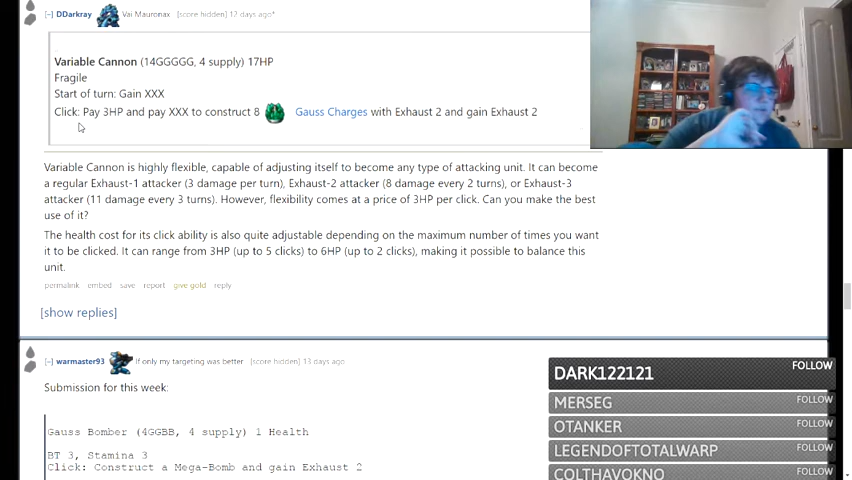 [–] DDarkray Vai Mauronax [score hidden] 12 days ago*
Variable Cannon (14GGGGG, 4 supply) 17HP
Fragile
Start of turn: Gain XXX
Click: Pay 3HP and pay XXX to construct 8 Gauss Charges with Exhaust 2 and gain Exhaust 2
Variable Cannon is highly flexible, capable of adjusting itself to become any type of attacking unit. It can become
a regular Exhaust-1 attacker (3 damage per turn), Exhaust-2 attacker (8 damage every 2 turns), or Exhaust-3
attacker (11 damage every 3 turns). However, flexibility comes at a price of 3HP per click. Can you make the best
use of it?
The health cost for its click ability is also quite adjustable depending on the maximum number of times you want
it to be clicked. It can range from 3HP (up to 5 clicks) to 6HP (up to 2 clicks), making it possible to balance this
unit.
permalink embed save report give gold reply
[show replies]
[–] warmaster93 If only my targeting was better [score hidden] 13 days ago
Submission for this week:
Gauss Bomber (4GGBB, 4 supply) 1 Health
BT 3, Stamina 3
Click: Construct a Mega-Bomb and gain Exhaust 2
DARK122121 FOLLOW
MERSEG FOLLOW
OTANKER FOLLOW
LEGENDOFTOTALWARP FOLLOW
COLTHAVOKNO FOLLOW